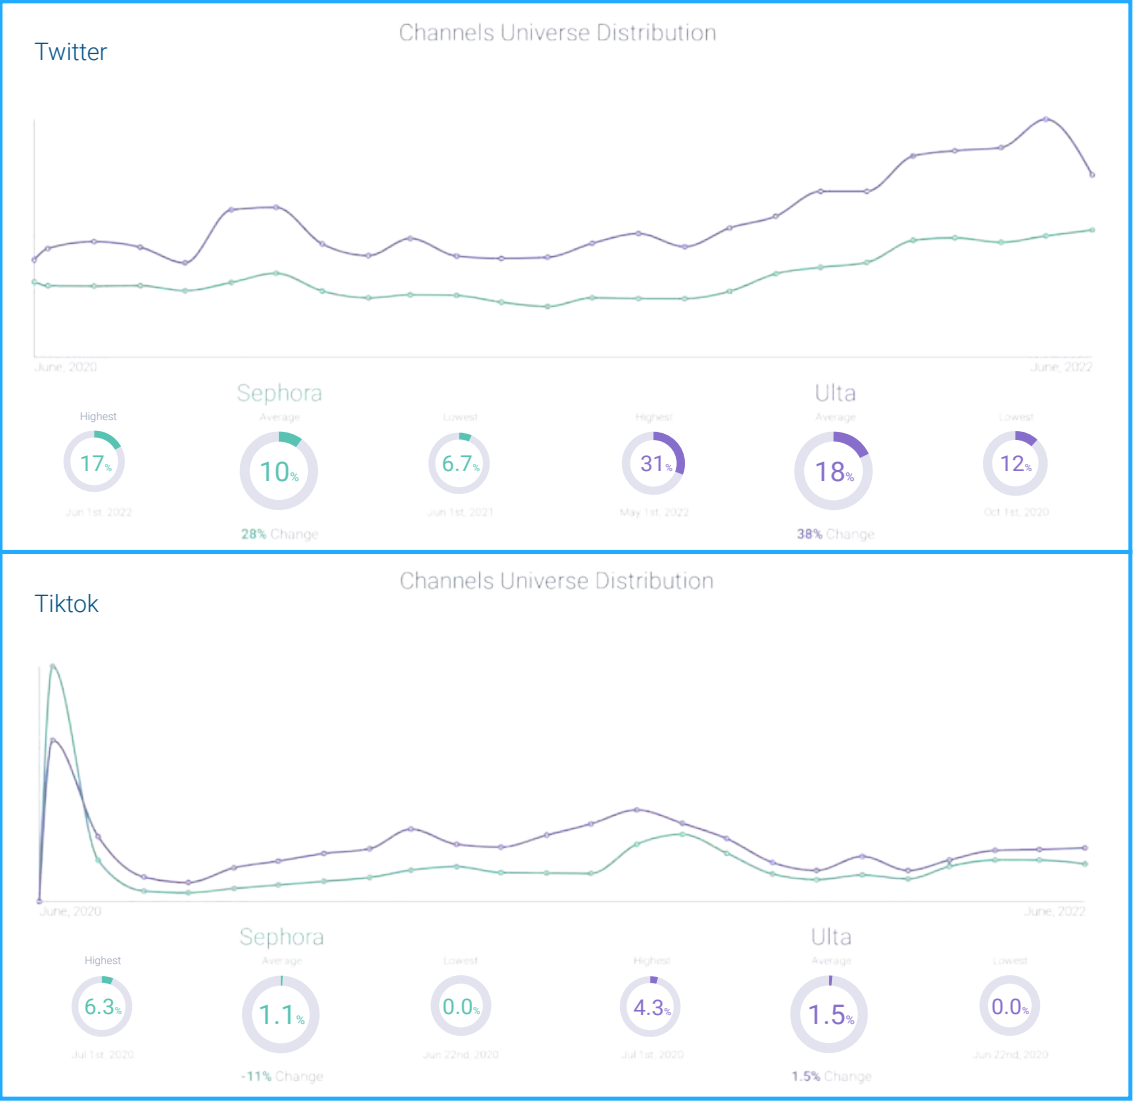 Channels Universe Distribution
Twitter
June, 2020
June, 2022
Sephora
Ulta
Highest
Average
Lowest
Highest
Average
Lowest
17%
10%
6.7%
31%
18%
12%
Jun 1st, 2022
Jun 1st, 2021
May 1st, 2022
Oct 1st, 2020
28% Change
38% Change
Channels Universe Distribution
Tiktok
June, 2020
June, 2022
Sephora
Ulta
Highest
Average
Lowest
Highest
Average
Lowest
6.3%
1.1%
0.0%
4.3%
1.5%
0.0%
Jul 1st, 2020
Jun 22nd, 2020
Jul 1st, 2020
Jun 22nd, 2020
-11% Change
1.5% Change